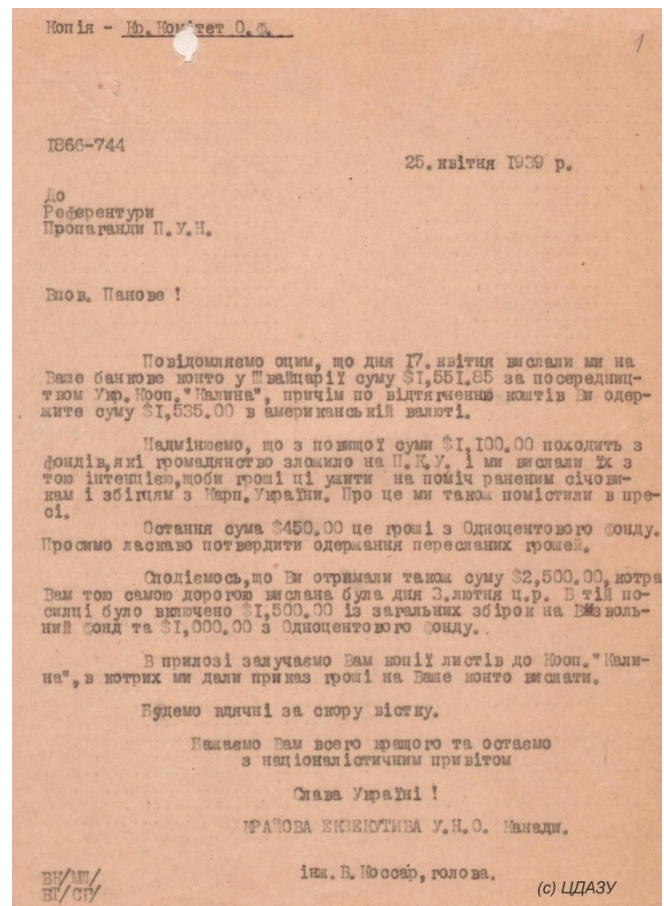 Копія - Кр. Комітет О.Ф.
1
1866-744
25. квітня 1939 р.
До
Референтури
Пропаганди П.У.Н.
Впов. Панове !
Повідомляємо оцим, що дня 17. квітня вислали ми на
Ваше банкове конто у Швайцарії суму $1,551.85 за посередниц-
твом Укр. Кооп. "Калина", причім по відтягненню коштів Ви одер-
жите суму $1,535.00 в американській валюті.
Надмінюємо, що з повищої суми $1,100.00 походить з
фондів, які громадянство зложило на П.К.У. і ми вислали їх з
тою інтенцією, щоби гроші ці ужити на поміч раненим січови-
кам і збігцям з Карп. України. Про це ми також помістили в пре-
сі.
Остання сума $450.00 це гроші з Одноцентового фонду.
Просимо ласкаво потвердити одержання пересланих грошей.
Сподіємось, що Ви отримали також суму $2,500.00, котра
Вам тою самою дорогою вислана була дня 3. лютня ц.р. В тій по-
силці було включено $1,500.00 із загальних збірок на Визволь-
ний фонд та $1,000.00 з Одноцентового фонду.
В прилозі залучаємо Вам копії листів до Кооп. "Кали-
на", в котрих ми дали приказ гроші на Ваше конто вислати.
Будемо вдячні за скору вістку.
Бажаємо Вам всего кращого та остаємо
з націоналістичним привітом
Слава Україні !
КРАЙОВА ЕКЗЕКУТИВА У.Н.О. Канади.
інж. В. Коссар, голова.
ВК/МШ/
ВТ/СГ/
(c) ЦДАЗУ